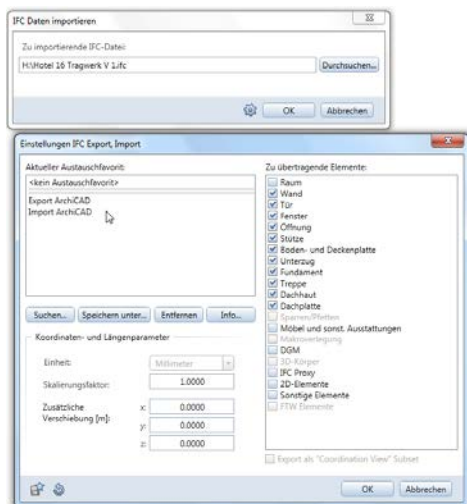 IFC Daten importieren
Zu importierende IFC-Datei:
H:\Hotel 16 Tragwerk V 1.ifc
Durchsuchen...
OK
Abbrechen
Einstellungen IFC Export, Import
Aktueller Austauschfavorit:
<kein Austauschfavorit>
Export ArchiCAD
Import ArchiCAD
Suchen...
Speichern unter...
Entfernen
Info...
Koordinaten- und Längenparameter
Einheit:
Millimeter
Skalierungsfaktor:
1.0000
Zusätzliche
Verschiebung [m]:
x:
0.0000
y:
0.0000
z:
0.0000
Zu übertragende Elemente:
Raum
Wand
Tür
Fenster
Öffnung
Stütze
Boden- und Deckenplatte
Unterzug
Fundament
Treppe
Dachhaut
Dachplatte
Sparren/Pfetten
Möbel und sonst. Ausstattungen
Makroverlegung
DGM
3D-Körper
IFC Proxy
2D-Elemente
Sonstige Elemente
FTW Elemente
Export als "Coordination View" Subset
OK
Abbrechen